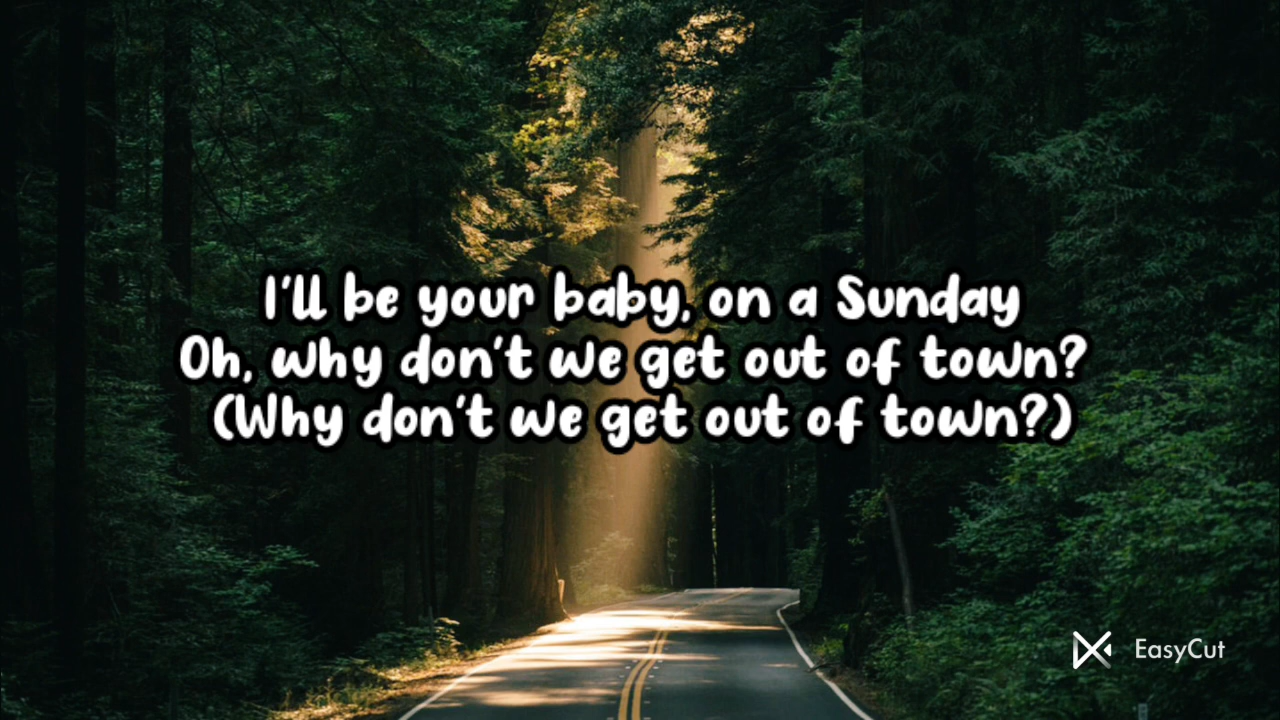 I'll be your baby, on a Sunday
Oh, why don't we get out of town?
(Why don't we get out of town?)
EasyCut